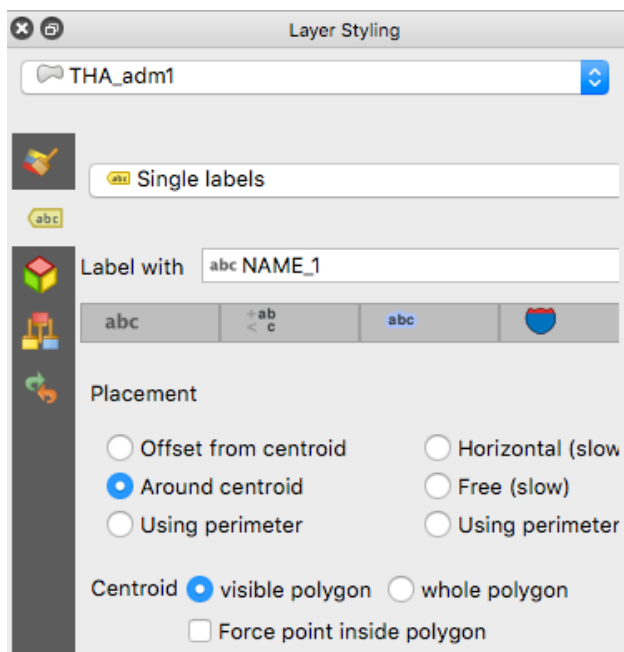 Layer Styling
THA_adm1
abc Single labels
abc
Label with abc NAME_1
abc +ab < c abc
Placement
Offset from centroid Horizontal (slow
Around centroid Free (slow)
Using perimeter Using perimeter
Centroid visible polygon whole polygon
Force point inside polygon